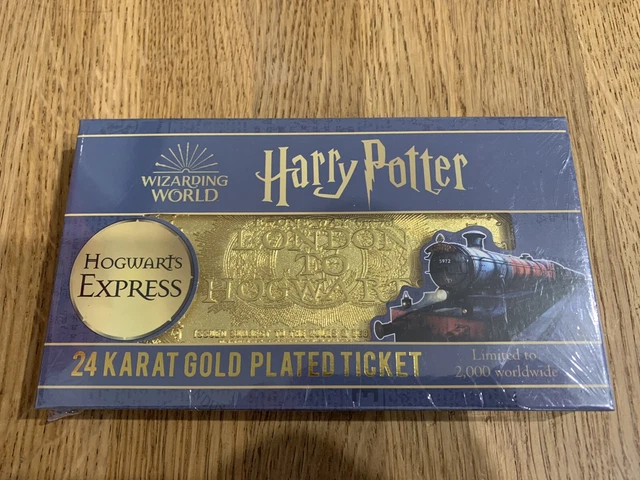 WIZARDING
WORLD
Harry Potter
HOGWARTS
EXPRESS
LONDON
TO
HOGWARTS
5972
24 KARAT GOLD PLATED TICKET
Limited to
2,000 worldwide